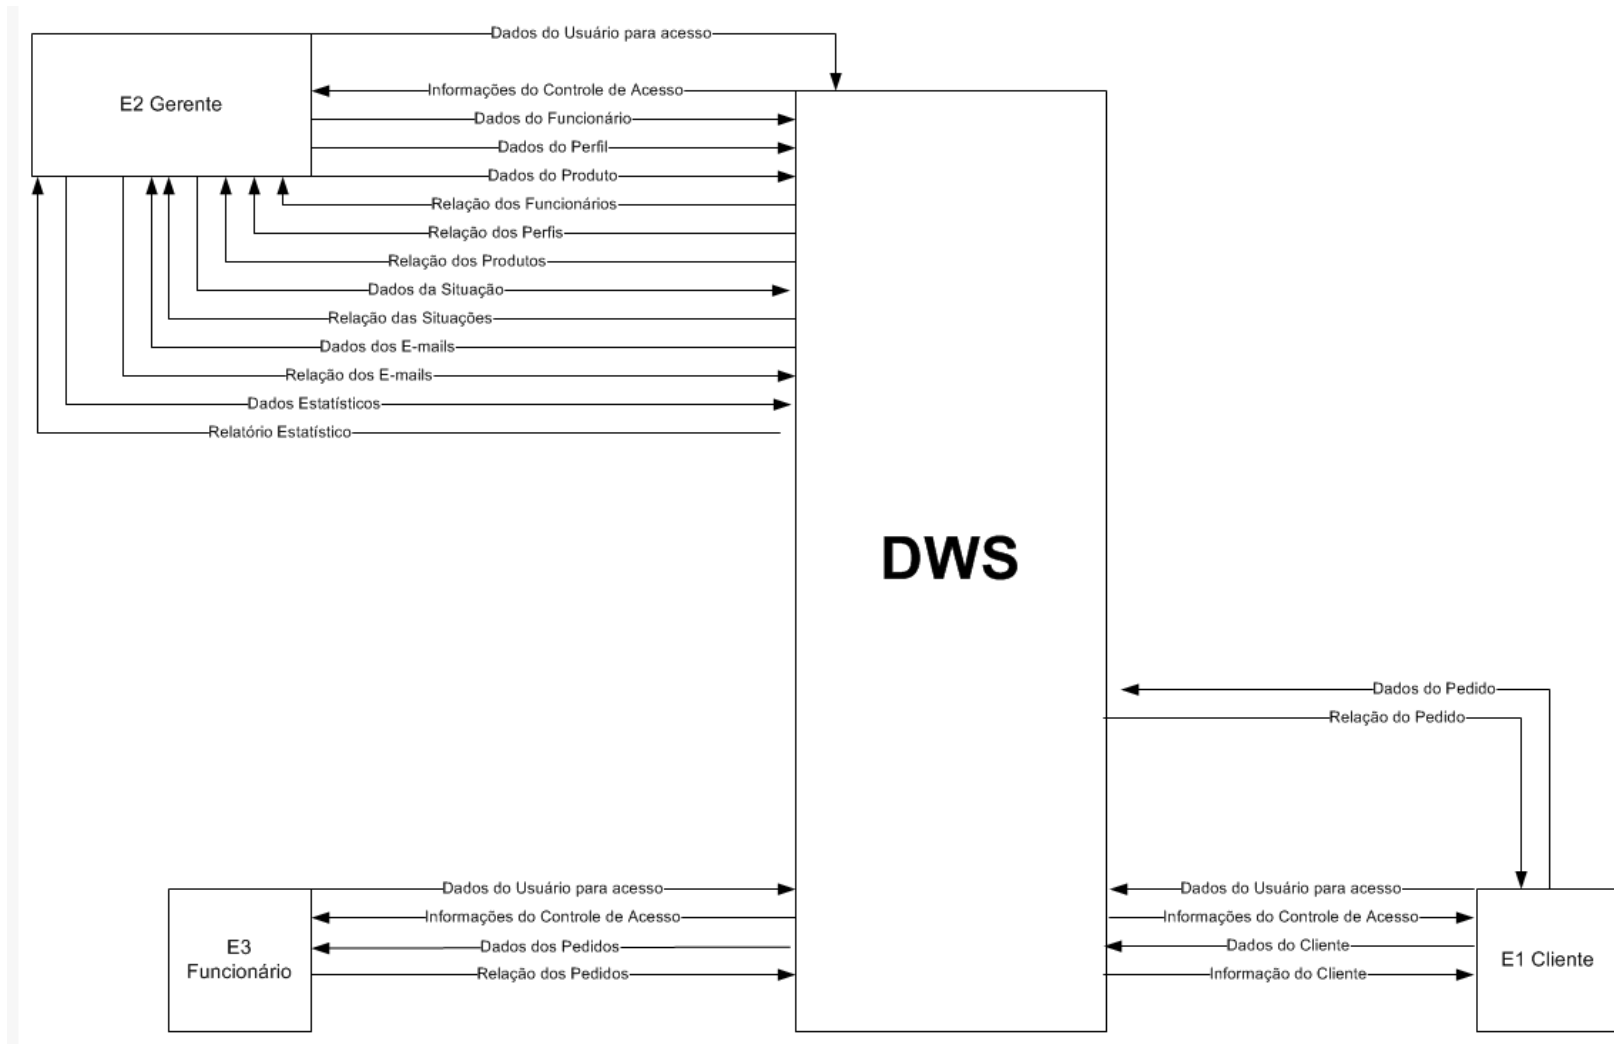 Dados do Usuário para acesso
E2 Gerente
Informações do Controle de Acesso
Dados do Funcionário
Dados do Perfil
Dados do Produto
Relação dos Funcionários
Relação dos Perfis
Relação dos Produtos
Dados da Situação
Relação das Situações
Dados dos E-mails
Relação dos E-mails
Dados Estatísticos
Relatório Estatístico
DWS
Dados do Pedido
Relação do Pedido
Dados do Usuário para acesso
Informações do Controle de Acesso
Dados dos Pedidos
Relação dos Pedidos
E3
Funcionário
Dados do Usuário para acesso
Informações do Controle de Acesso
Dados do Cliente
Informação do Cliente
E1 Cliente